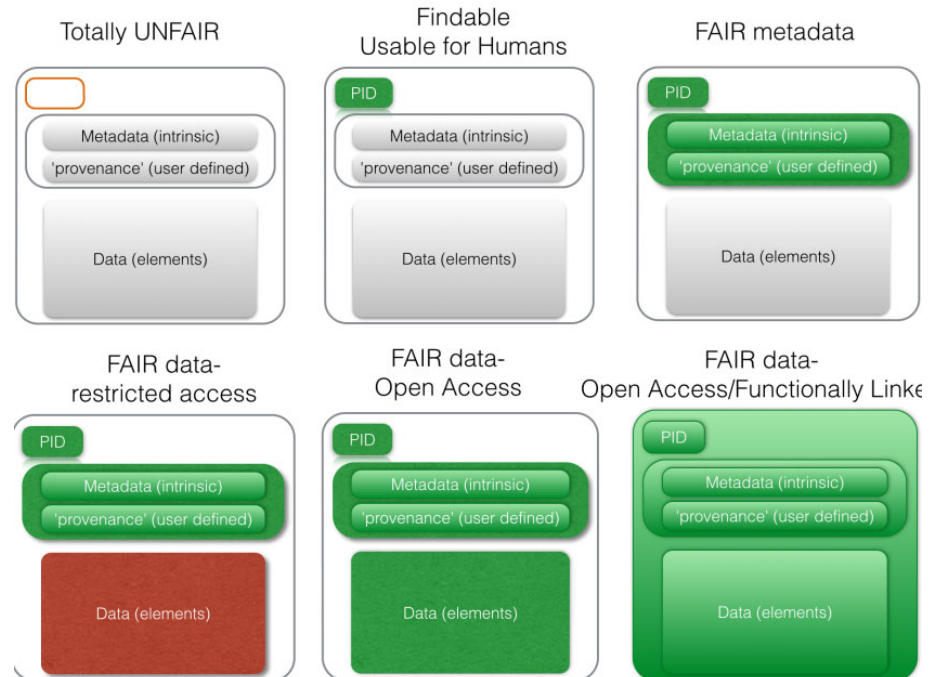 Totally UNFAIR
Metadata (intrinsic)
'provenance' (user defined)
Data (elements)
Findable
Usable for Humans
PID
Metadata (intrinsic)
'provenance' (user defined)
Data (elements)
FAIR metadata
PID
Metadata (intrinsic)
'provenance' (user defined)
Data (elements)
FAIR data-
restricted access
PID
Metadata (intrinsic)
'provenance' (user defined)
Data (elements)
FAIR data-
Open Access
PID
Metadata (intrinsic)
'provenance' (user defined)
Data (elements)
FAIR data-
Open Access/Functionally Linke
PID
Metadata (intrinsic)
'provenance' (user defined)
Data (elements)